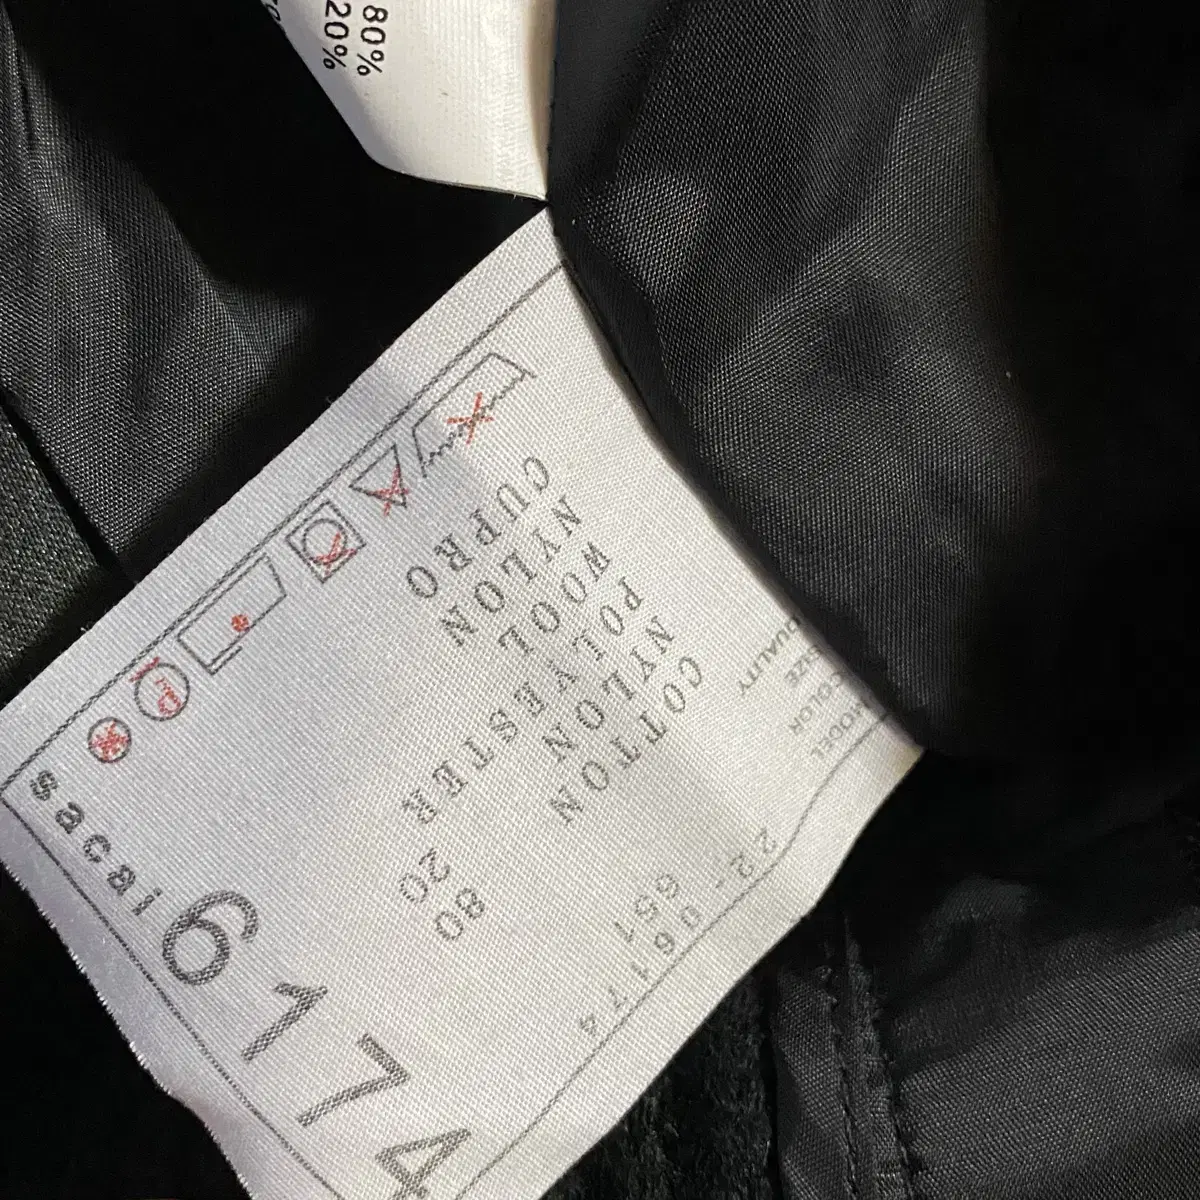 80%
20%
MODEL 22-06174
COLOR 651
SIZE
QUALITY
COTTON 80
NYLON 20
POLYESTER
WOOL
NYLON
CUPRO
P
sacai 6174